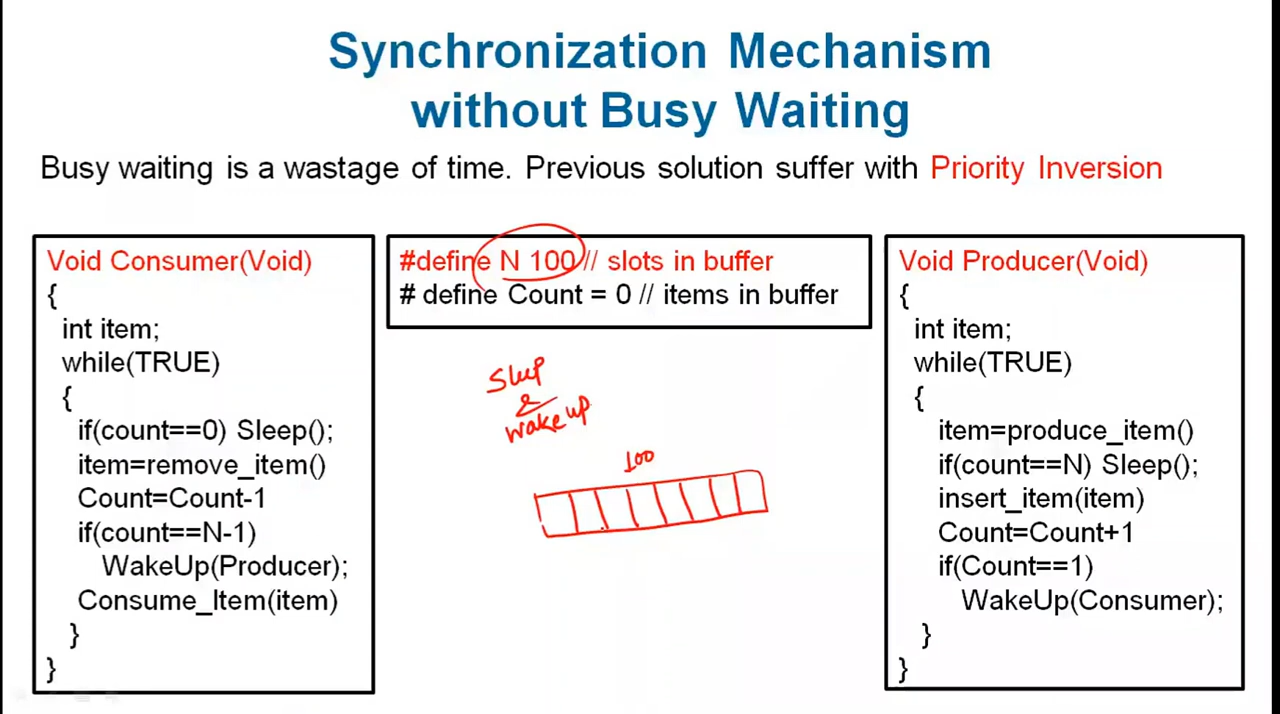 Synchronization Mechanism
without Busy Waiting
Busy waiting is a wastage of time. Previous solution suffer with Priority Inversion
Void Consumer(Void)
{
int item;
while(TRUE)
{
if(count==0) Sleep();
item=remove_item()
Count=Count-1
if(count==N-1)
WakeUp(Producer);
Consume_Item(item)
}
}
#define N 100 // slots in buffer
# define Count = 0 // items in buffer
Sleep
&
wakeup
100
Void Producer(Void)
{
int item;
while(TRUE)
{
item=produce_item()
if(count==N) Sleep();
insert_item(item)
Count=Count+1
if(Count==1)
WakeUp(Consumer);
}
}